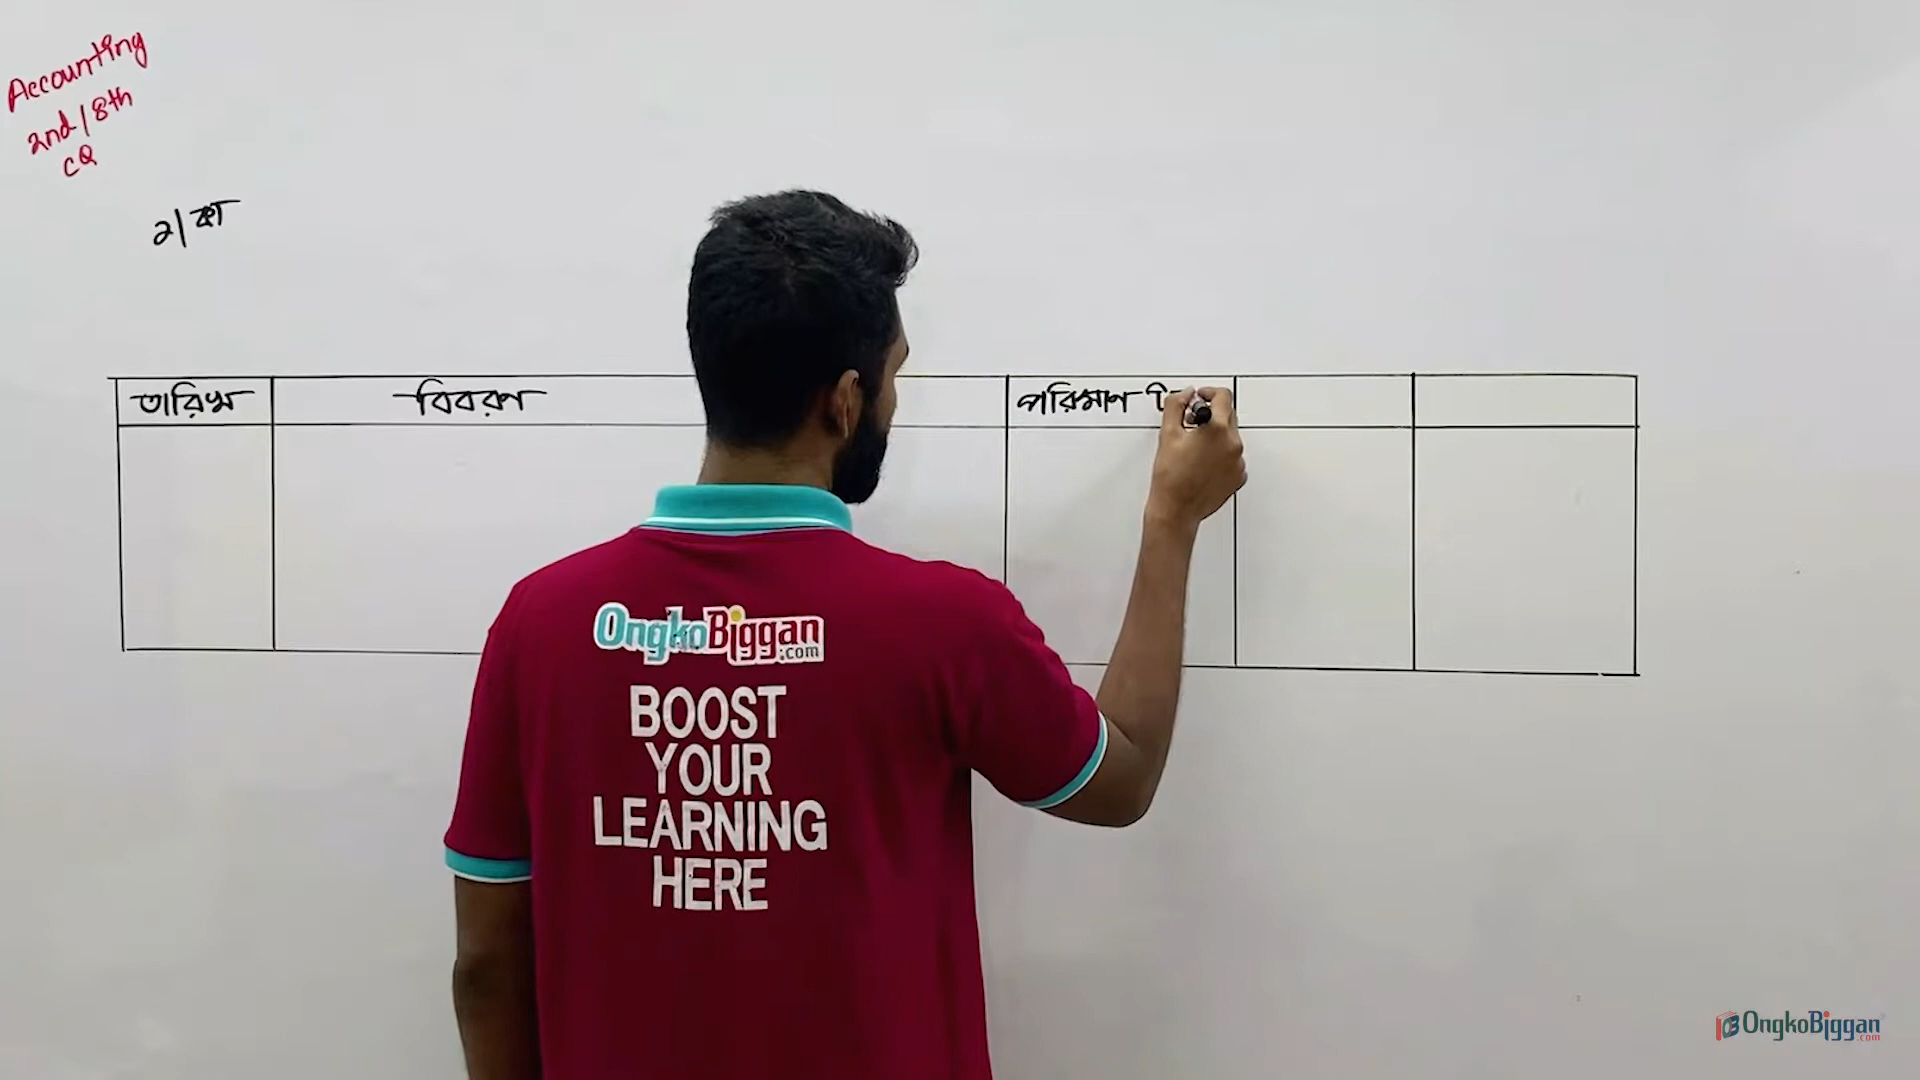 Accounting
2nd/8th
CQ
২|ক
তারিখ
বিবরণ
পরিমাণ
OngkoBiggan
.com
BOOST
YOUR
LEARNING
HERE
OngkoBiggan
.com